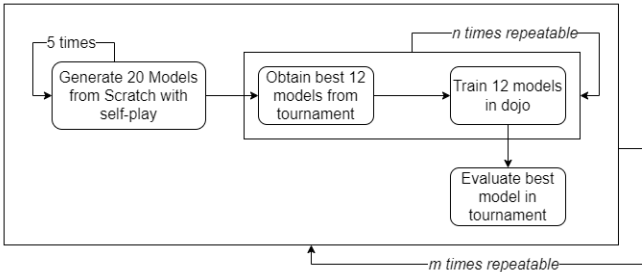 5 times
n times repeatable
Generate 20 Models
from Scratch with
self-play
Obtain best 12
models from
tournament
Train 12 models
in dojo
Evaluate best
model in
tournament
m times repeatable